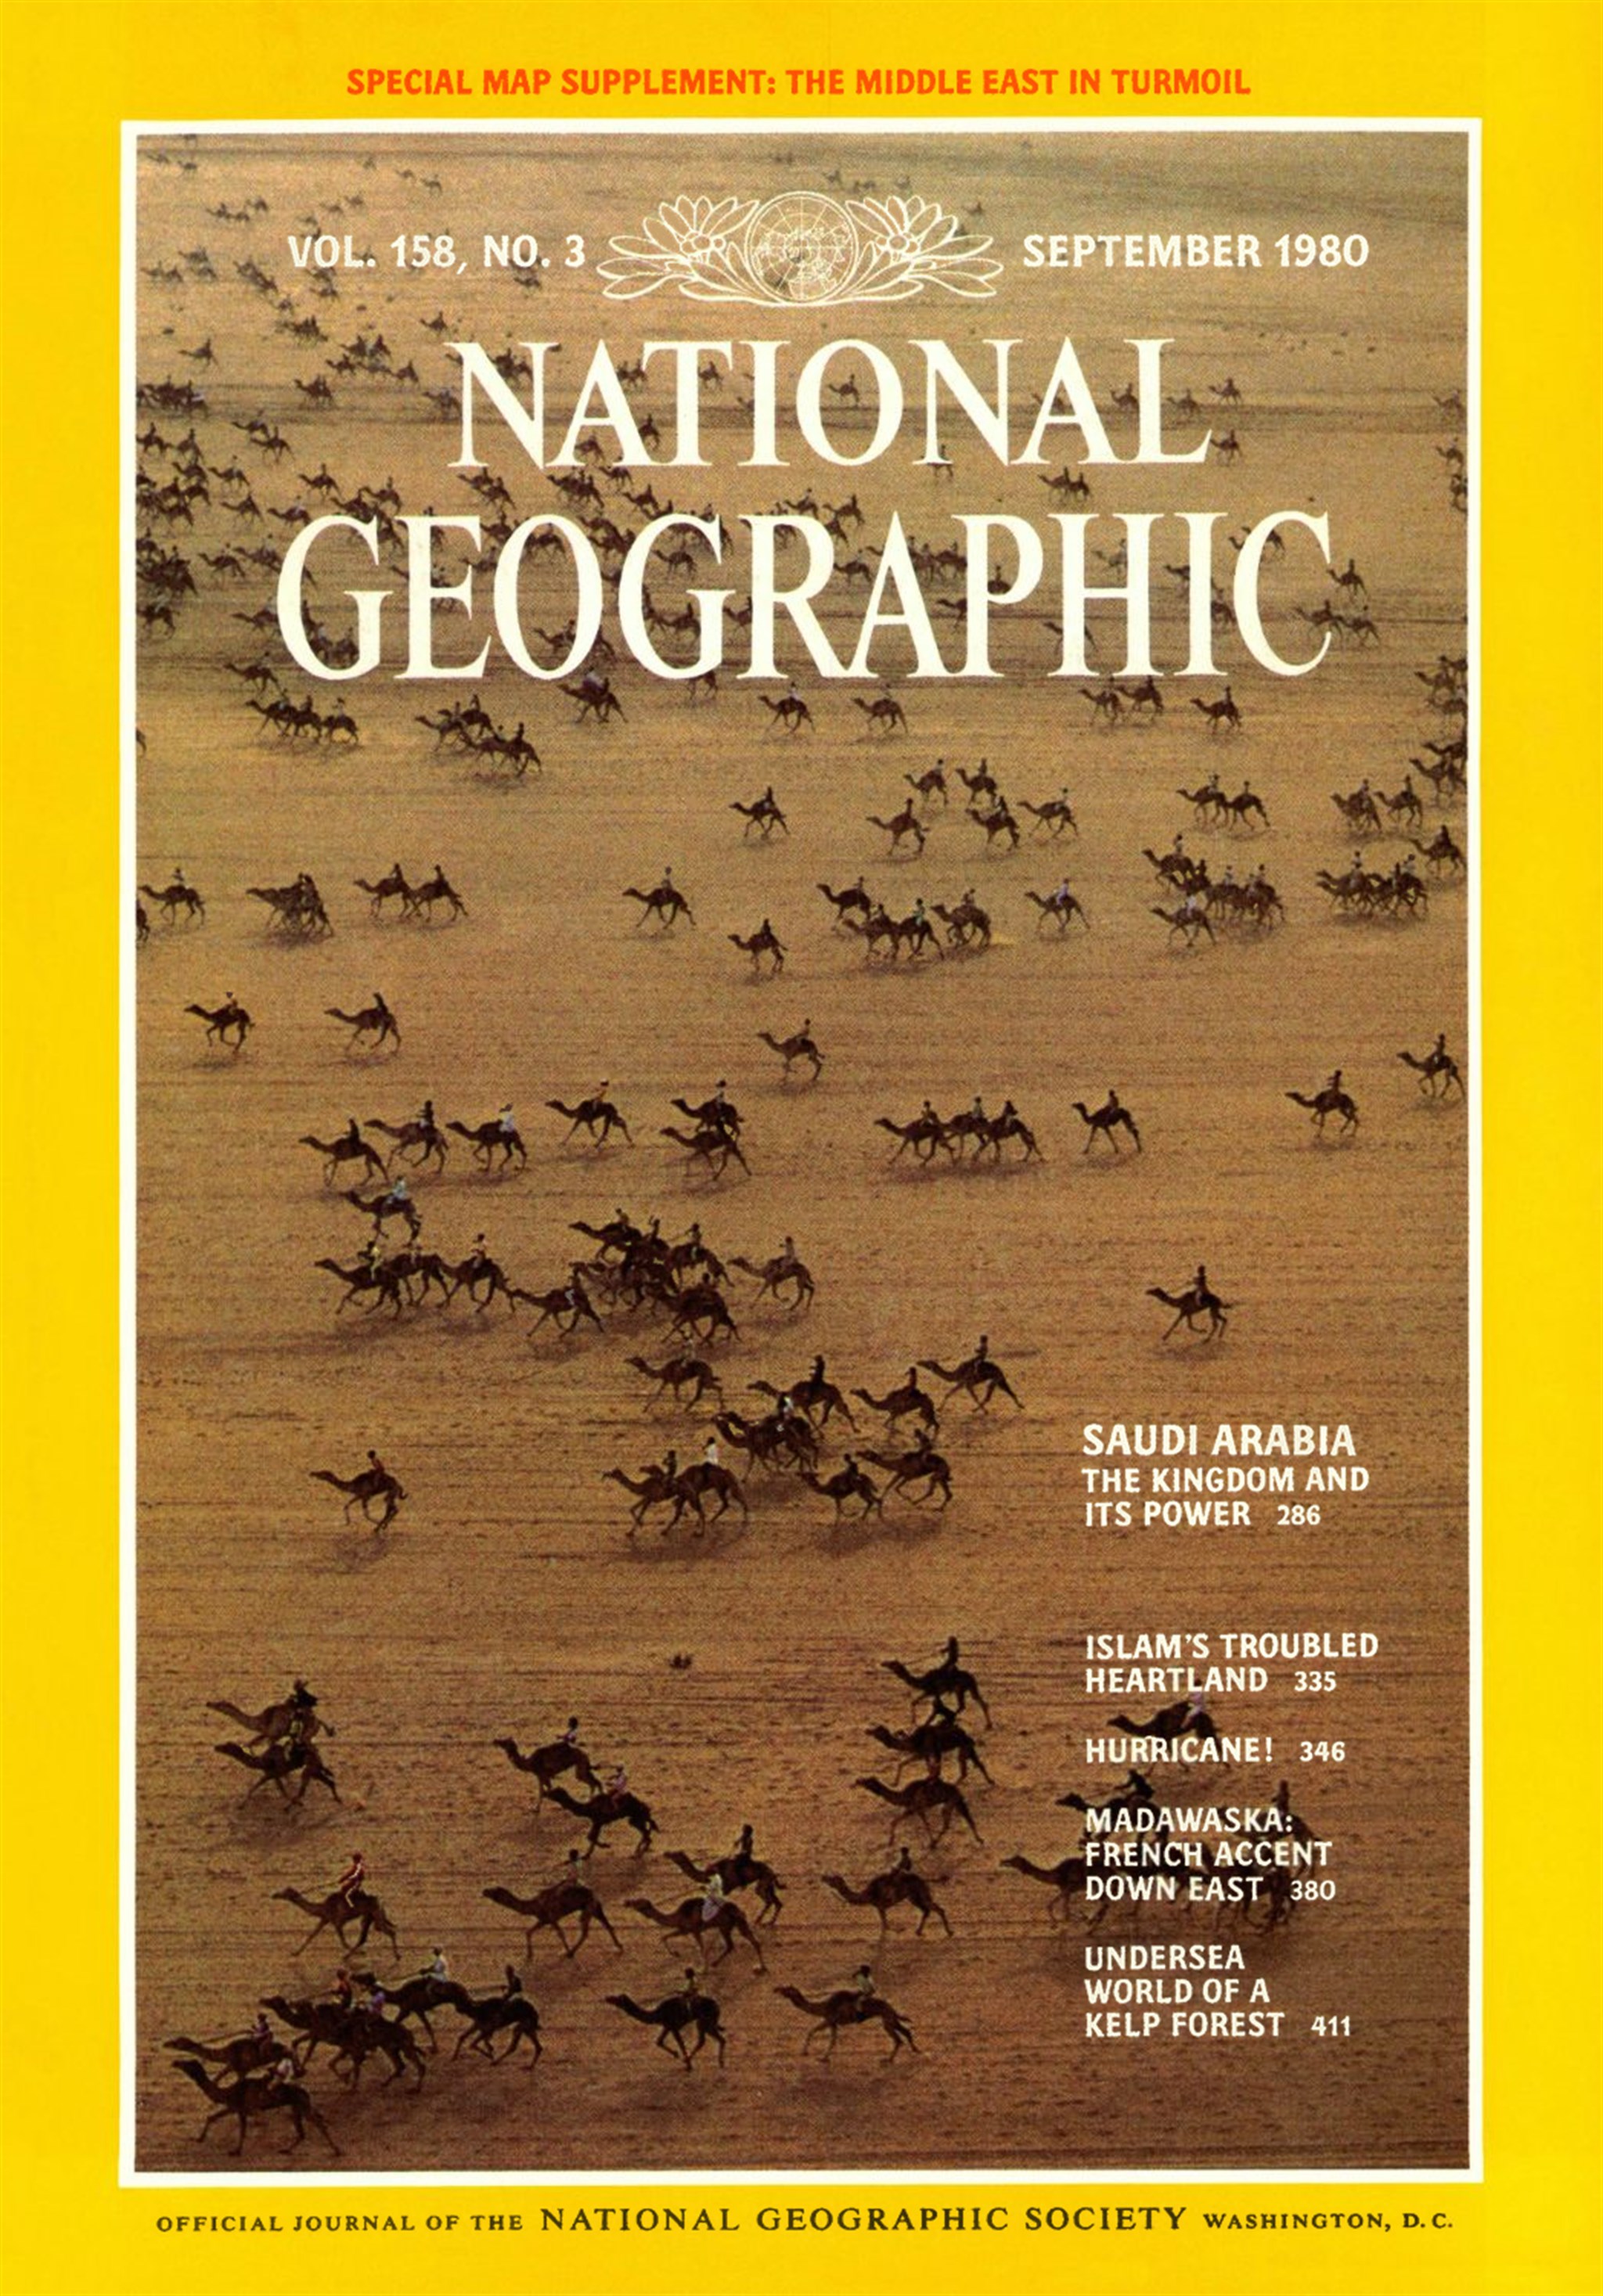 SPECIAL MAP SUPPLEMENT: THE MIDDLE EAST IN TURMOIL
VOL. 158, NO. 3 SEPTEMBER 1980
NATIONAL
GEOGRAPHIC
SAUDI ARABIA
THE KINGDOM AND
ITS POWER 286
ISLAM'S TROUBLED
HEARTLAND 335
HURRICANE! 346
MADAWASKA:
FRENCH ACCENT
DOWN EAST 380
UNDERSEA
WORLD OF A
KELP FOREST 411
OFFICIAL JOURNAL OF THE NATIONAL GEOGRAPHIC SOCIETY WASHINGTON, D.C.